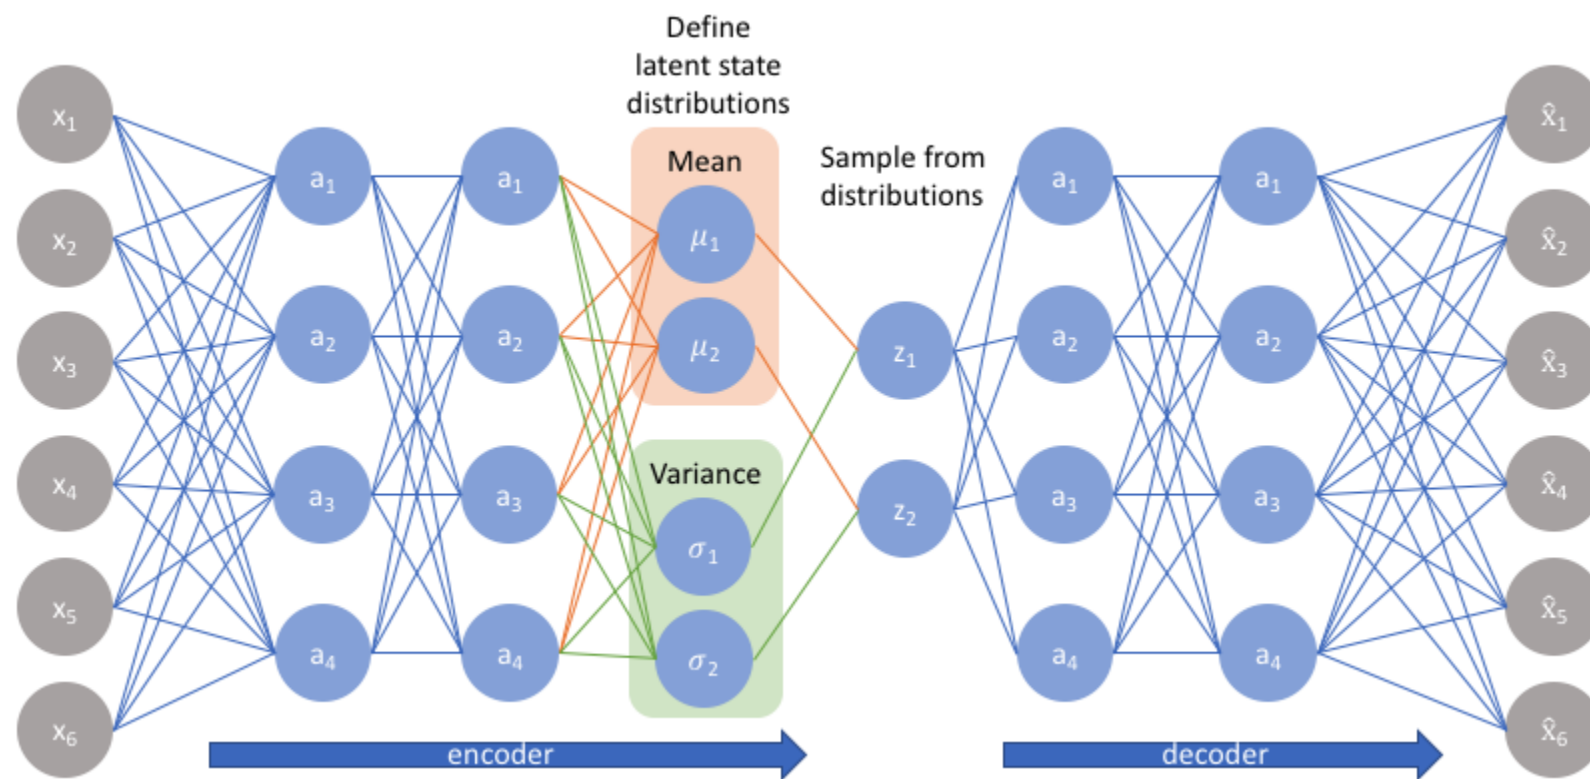 Define
latent state
distributions
x₁
x₂
x₃
x₄
x₅
x₆
a₁
a₂
a₃
a₄
a₁
a₂
a₃
a₄
Mean
μ₁
μ₂
Variance
σ₁
σ₂
Sample from
distributions
z₁
z₂
a₁
a₂
a₃
a₄
a₁
a₂
a₃
a₄
x̂₁
x̂₂
x̂₃
x̂₄
x̂₅
x̂₆
encoder
decoder